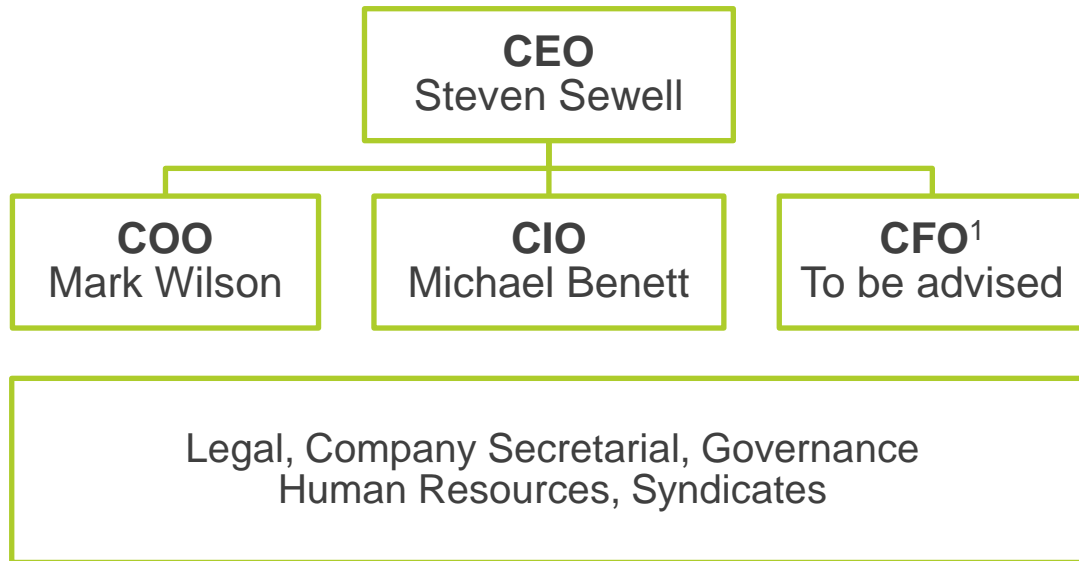 CEO
Steven Sewell
COO
Mark Wilson
CIO
Michael Benett
CFO¹
To be advised
Legal, Company Secretarial, Governance
Human Resources, Syndicates